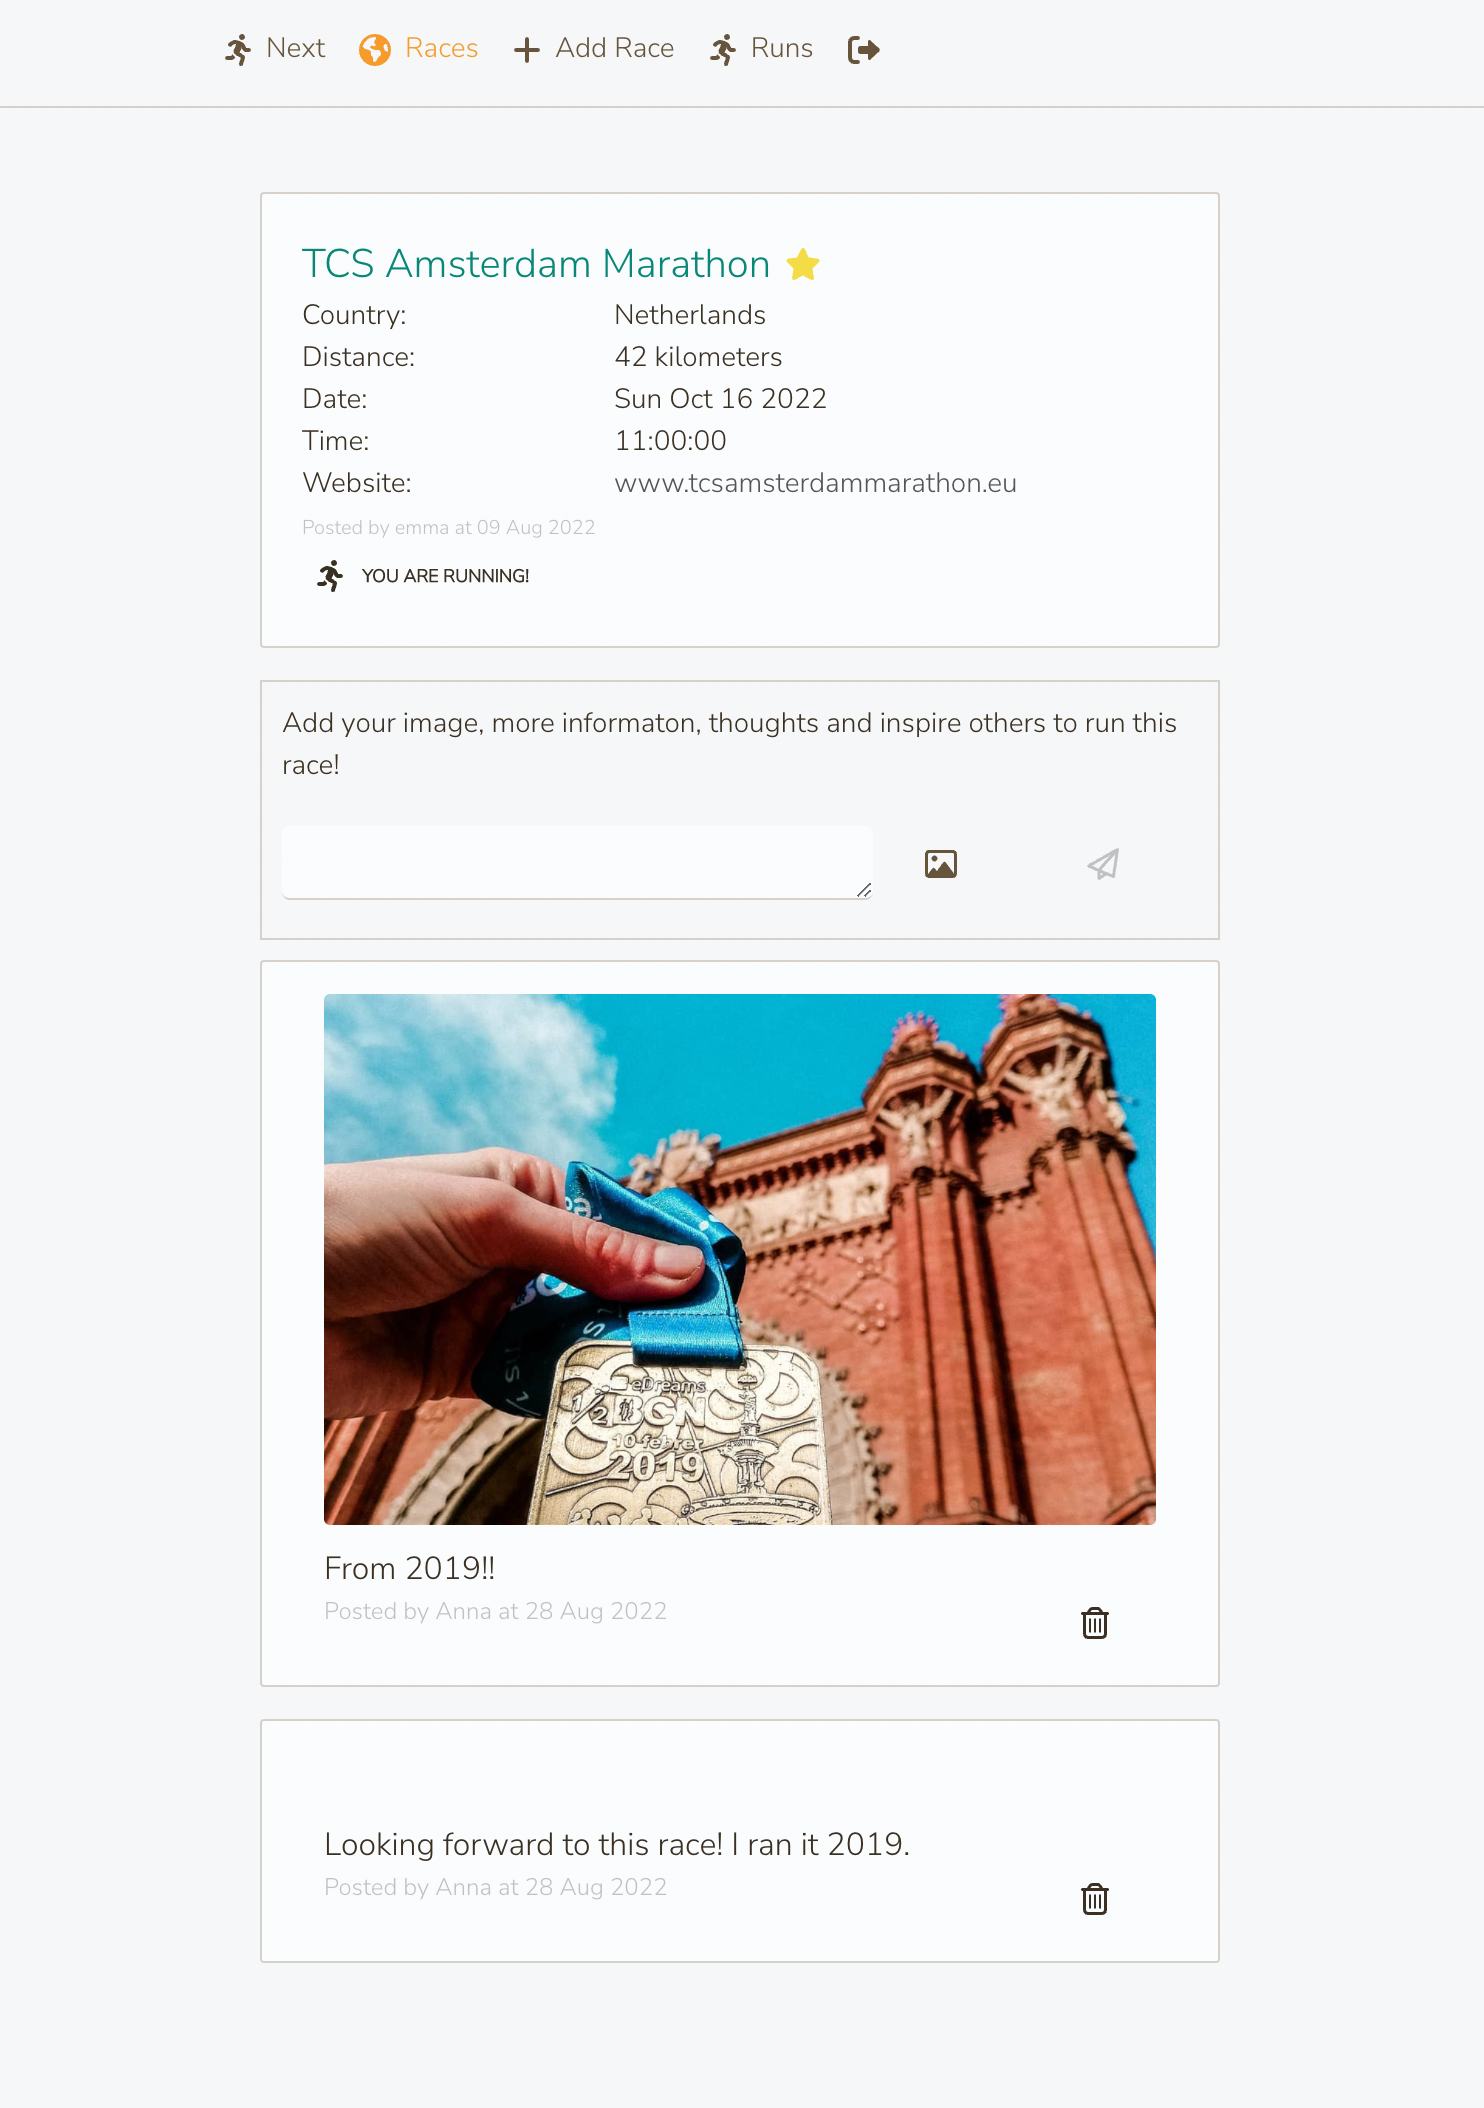 Next Races Add Race Runs
TCS Amsterdam Marathon
Country: Netherlands
Distance: 42 kilometers
Date: Sun Oct 16 2022
Time: 11:00:00
Website: www.tcsamsterdammarathon.eu
Posted by emma at 09 Aug 2022
YOU ARE RUNNING!
Add your image, more informaton, thoughts and inspire others to run this
race!
eDreams
1/2 BCN
10 febrer
2019
From 2019!!
Posted by Anna at 28 Aug 2022
Looking forward to this race! I ran it 2019.
Posted by Anna at 28 Aug 2022